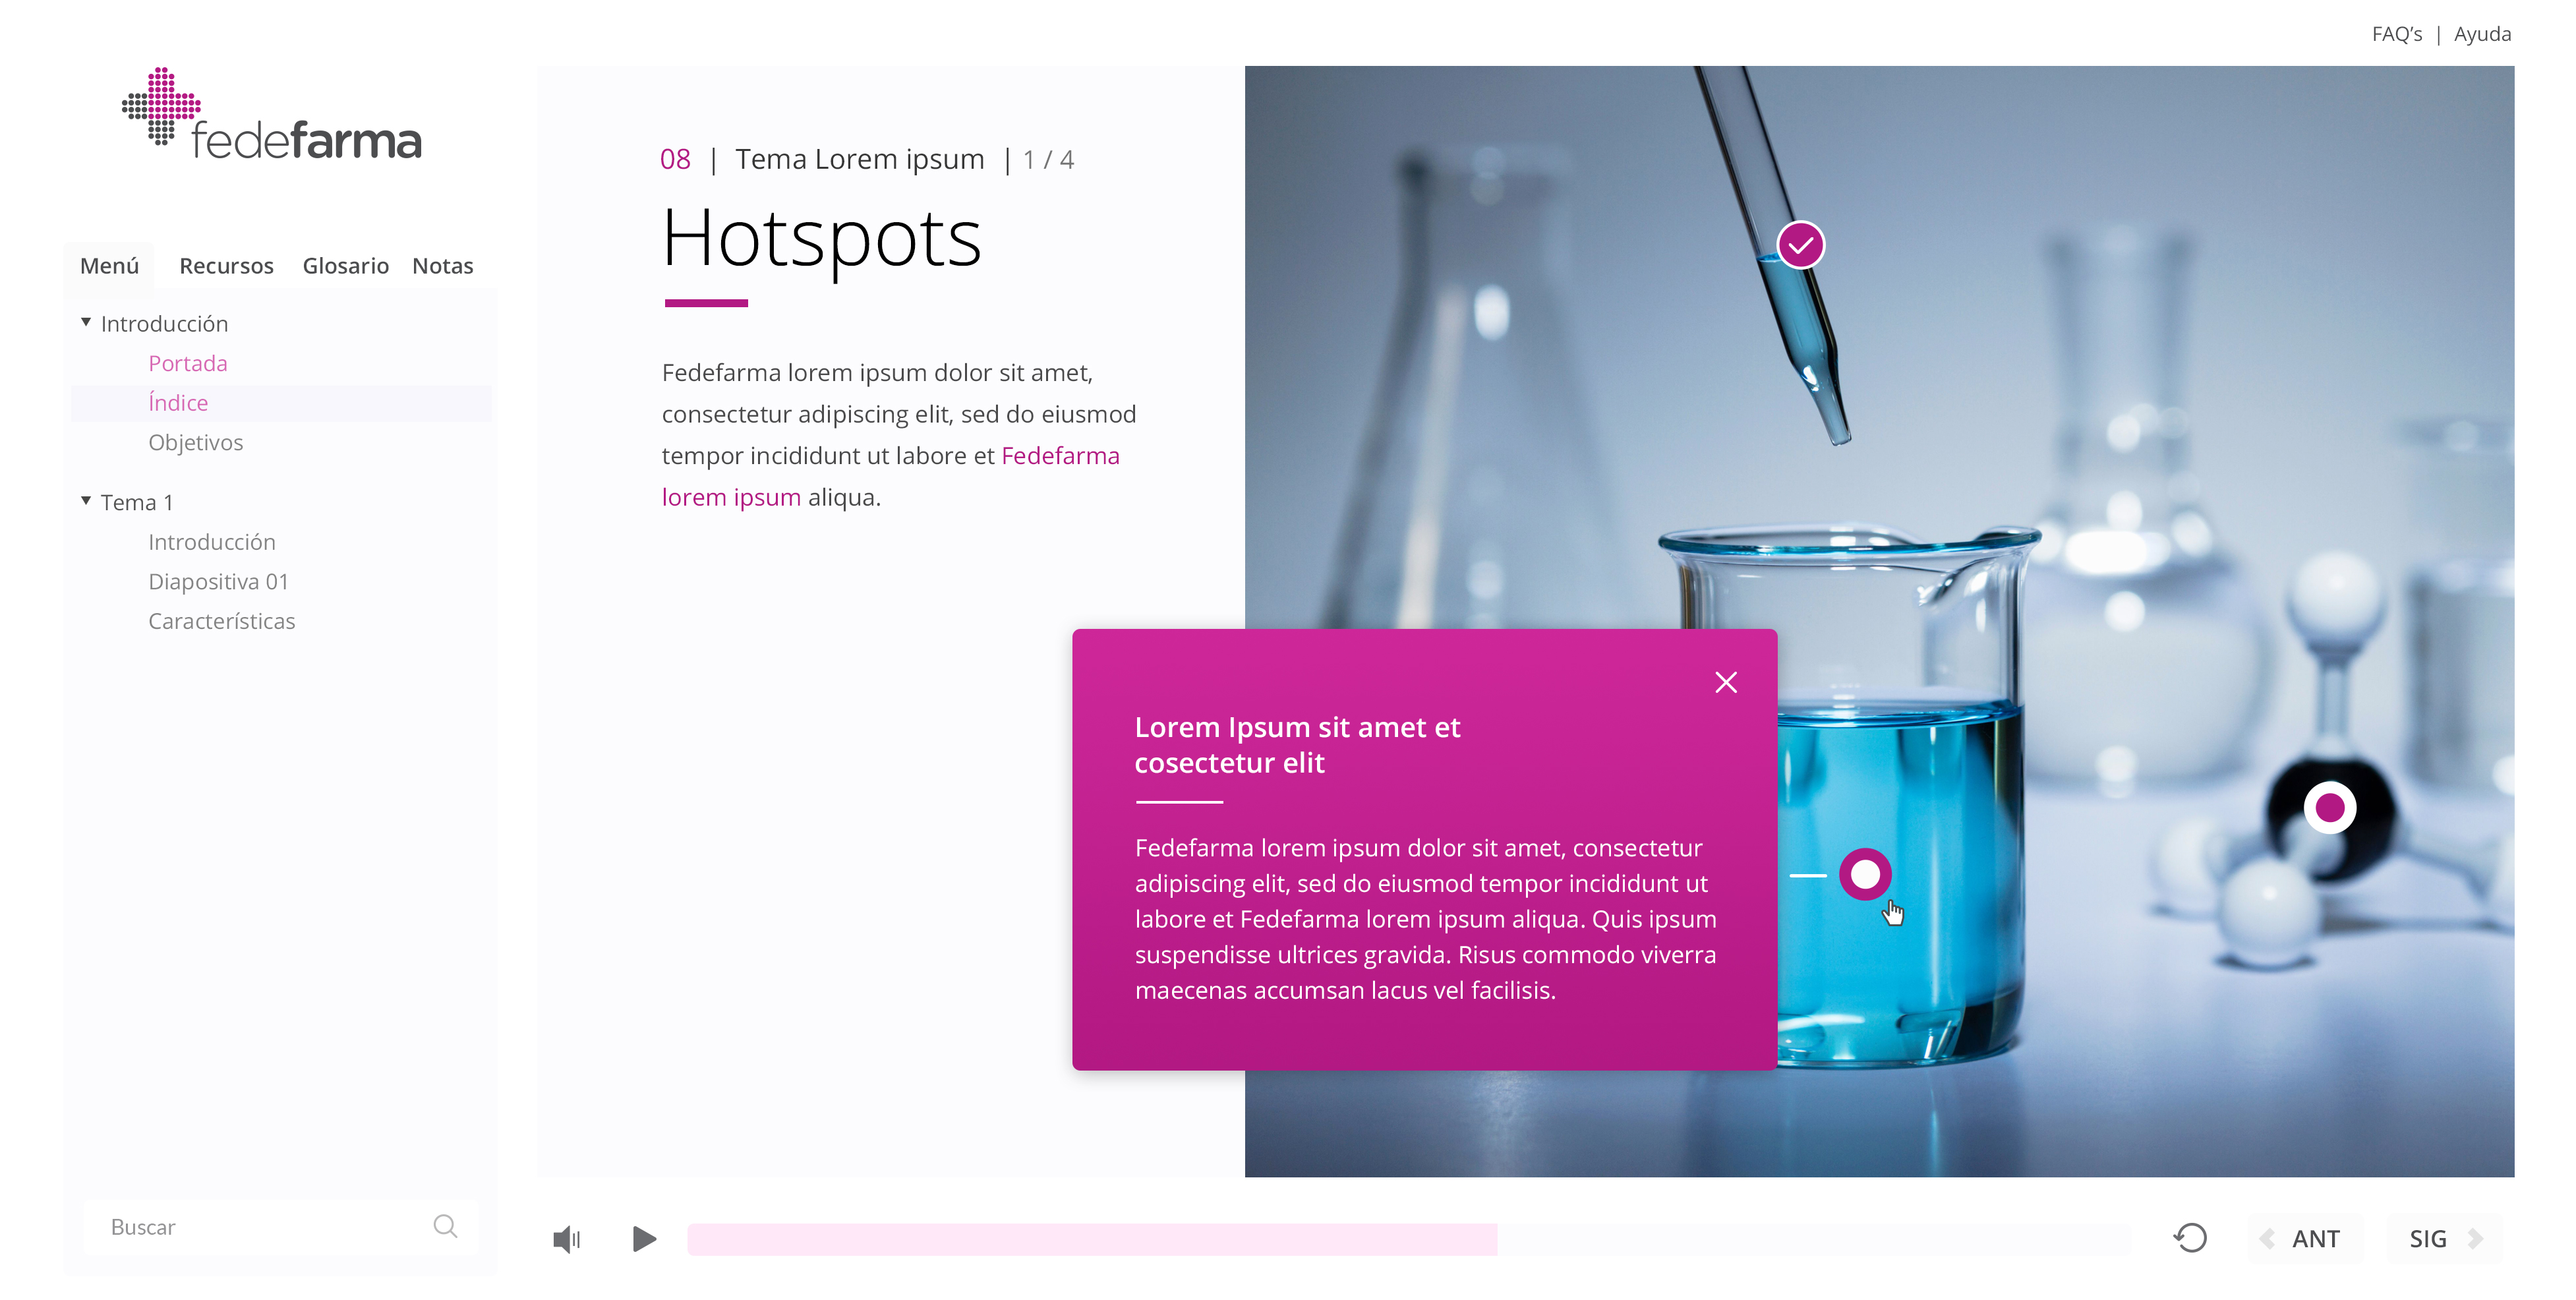 FAQ's | Ayuda
fedefarma
Menú Recursos Glosario Notas
Introducción
Portada
Índice
Objetivos
Tema 1
Introducción
Diapositiva 01
Características
Buscar
08 | Tema Lorem ipsum | 1 / 4
Hotspots
Fedefarma lorem ipsum dolor sit amet,
consectetur adipiscing elit, sed do eiusmod
tempor incididunt ut labore et Fedefarma
lorem ipsum aliqua.
Lorem Ipsum sit amet et
cosectetur elit
Fedefarma lorem ipsum dolor sit amet, consectetur
adipiscing elit, sed do eiusmod tempor incididunt ut
labore et Fedefarma lorem ipsum aliqua. Quis ipsum
suspendisse ultrices gravida. Risus commodo viverra
maecenas accumsan lacus vel facilisis.
ANT SIG